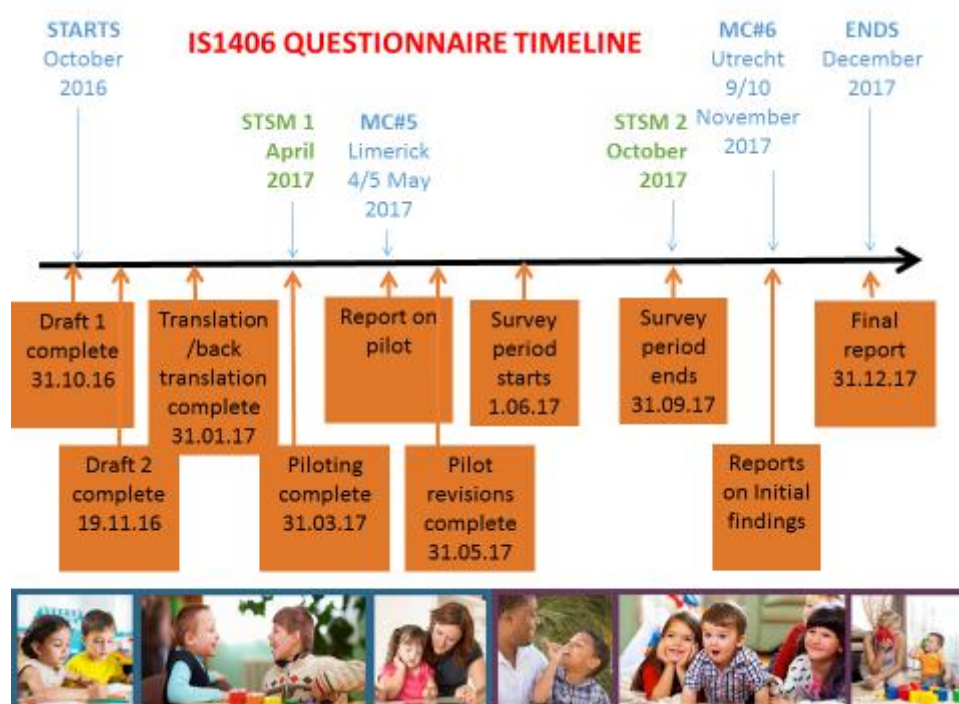 IS1406 QUESTIONNAIRE TIMELINE
STARTS
October
2016
STSM 1
April
2017
MC#5
Limerick
4/5 May
2017
STSM 2
October
2017
MC#6
Utrecht
9/10
November
2017
ENDS
December
2017
Draft 1
complete
31.10.16
Translation
/back
translation
complete
31.01.17
Report on
pilot
Survey
period
starts
1.06.17
Survey
period
ends
31.09.17
Final
report
31.12.17
Draft 2
complete
19.11.16
Piloting
complete
31.03.17
Pilot
revisions
complete
31.05.17
Reports
on Initial
findings